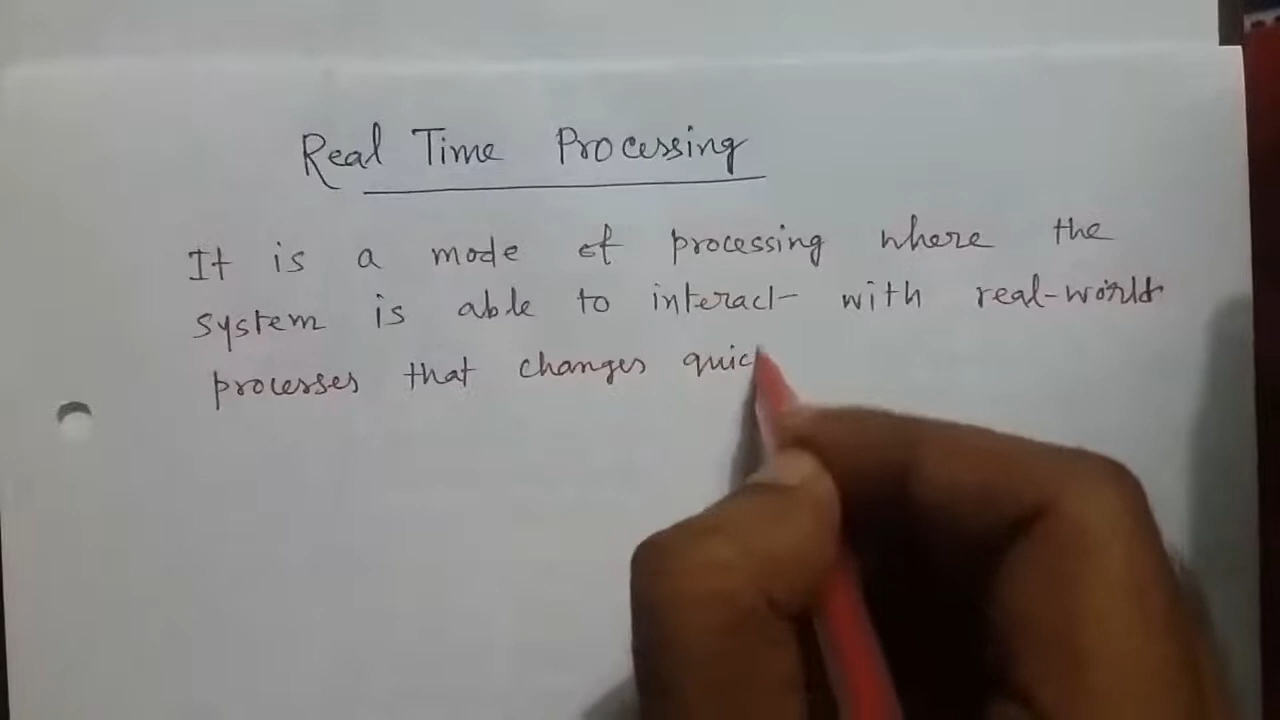 Real Time Processing
It is a mode of processing where the
system is able to interact with real-world
processes that changes quic